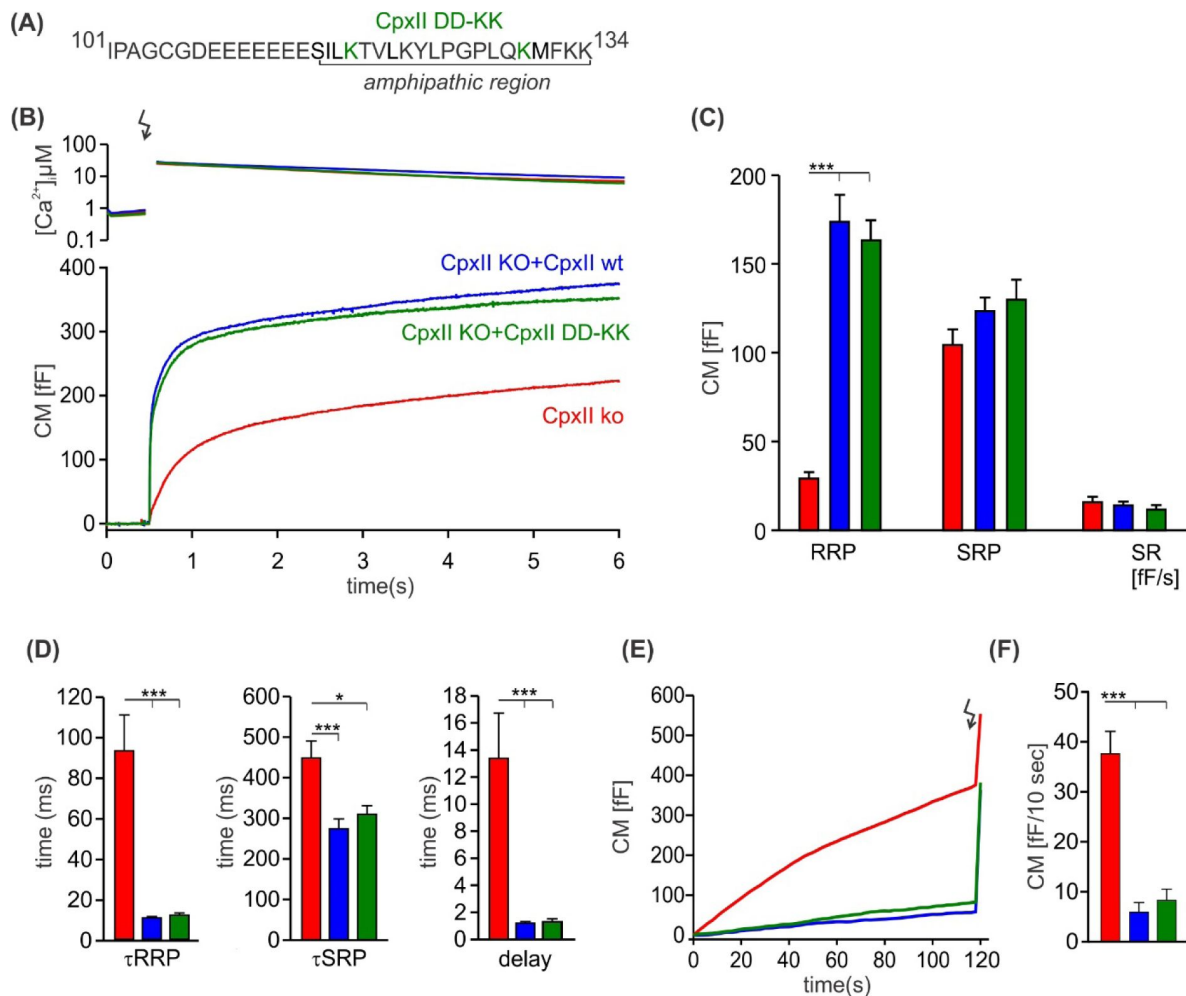 (A)
CpxII DD-KK
101IPAGCGDEEEEEEESILKTVLKYLPGPLQKMFKK134
amphipathic region
(B)
[Ca2+]i µM
100
10
1
0.1
400
300
200
100
0
CM [fF]
CpxII KO+CpxII wt
CpxII KO+CpxII DD-KK
CpxII ko
0 1 2 3 4 5 6
time(s)
(C)
CM [fF]
200
150
100
50
0
***
RRP SRP SR
[fF/s]
(D)
time (ms)
120
100
80
60
40
20
0
***
τRRP
time (ms)
600
500
400
300
200
100
0
*
***
τSRP
time (ms)
18
16
14
12
10
8
6
4
2
0
***
delay
(E)
CM [fF]
600
500
400
300
200
100
0
0 20 40 60 80 100 120
time(s)
(F)
CM [fF/10 sec]
50
40
30
20
10
0
***